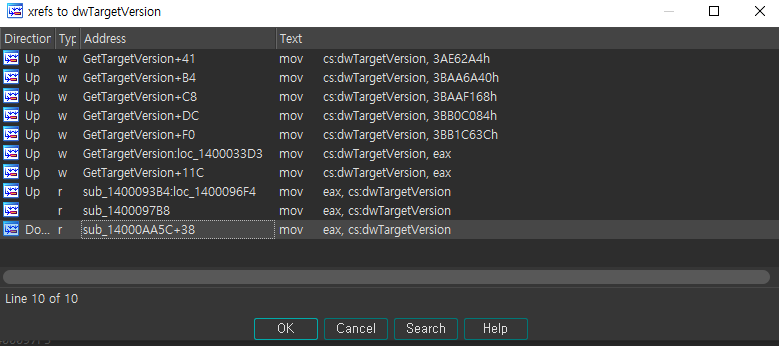 xrefs to dwTargetVersion
Direction Typ Address Text
Up w GetTargetVersion+41 mov cs:dwTargetVersion, 3AE62A4h
Up w GetTargetVersion+B4 mov cs:dwTargetVersion, 3BAA6A40h
Up w GetTargetVersion+C8 mov cs:dwTargetVersion, 3BAAF168h
Up w GetTargetVersion+DC mov cs:dwTargetVersion, 3BB0C084h
Up w GetTargetVersion+F0 mov cs:dwTargetVersion, 3BB1C63Ch
Up w GetTargetVersion:loc_1400033D3 mov cs:dwTargetVersion, eax
Up w GetTargetVersion+11C mov cs:dwTargetVersion, eax
Up r sub_1400093B4:loc_1400096F4 mov eax, cs:dwTargetVersion
r sub_1400097B8 mov eax, cs:dwTargetVersion
Do... r sub_14000AA5C+38 mov eax, cs:dwTargetVersion
Line 10 of 10
OK Cancel Search Help